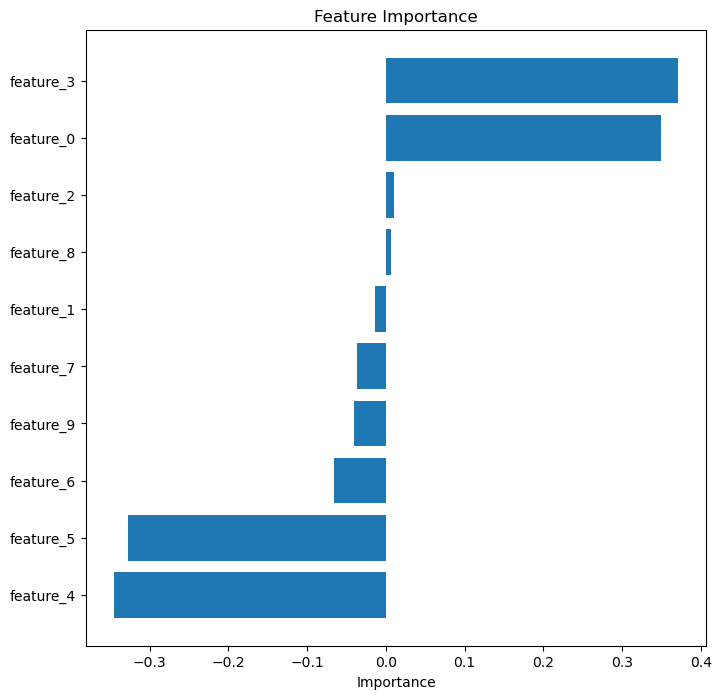 Feature Importance
feature_3
feature_0
feature_2
feature_8
feature_1
feature_7
feature_9
feature_6
feature_5
feature_4
−0.3 −0.2 −0.1 0.0 0.1 0.2 0.3 0.4
Importance